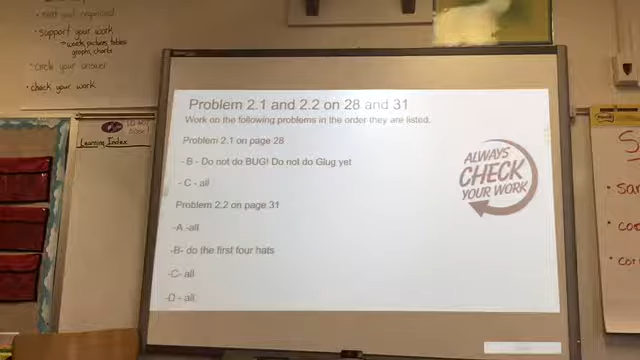 support your work
→ words, pictures, tables
graphs, charts
circle your answer
check your work
Learning Index
Problem 2.1 and 2.2 on 28 and 31
Work on the following problems in the order they are listed.
Problem 2.1 on page 28
-B - Do not do BUG! Do not do Glug yet
- C - all
Problem 2.2 on page 31
-A -all
-B- do the first four hats
-C- all
-D - all
ALWAYS
CHECK
YOUR WORK